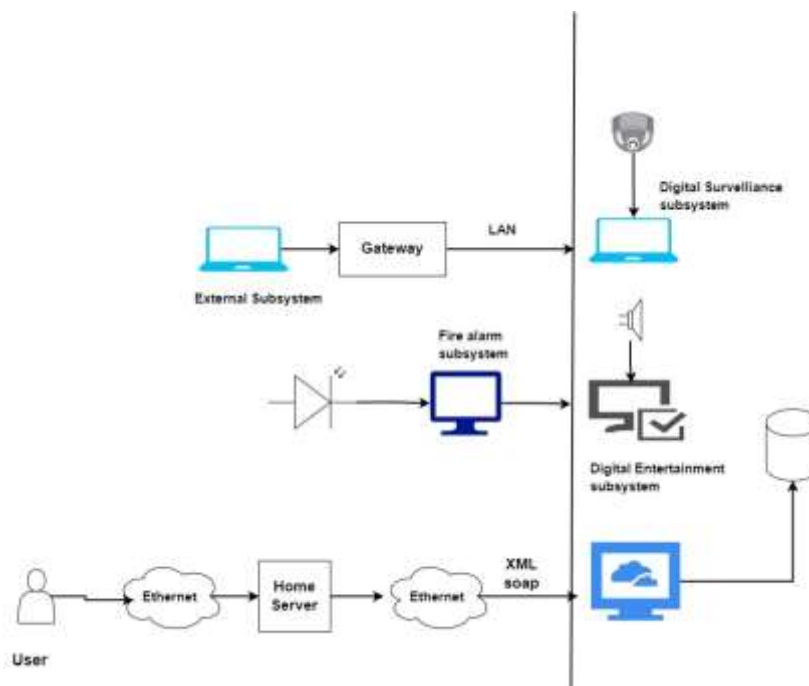 Digital Survelliance
subsystem
LAN
Gateway
External Subsystem
Fire alarm
subsystem
Digital Entertainment
subsystem
XML
soap
Ethernet
Home
Server
Ethernet
User